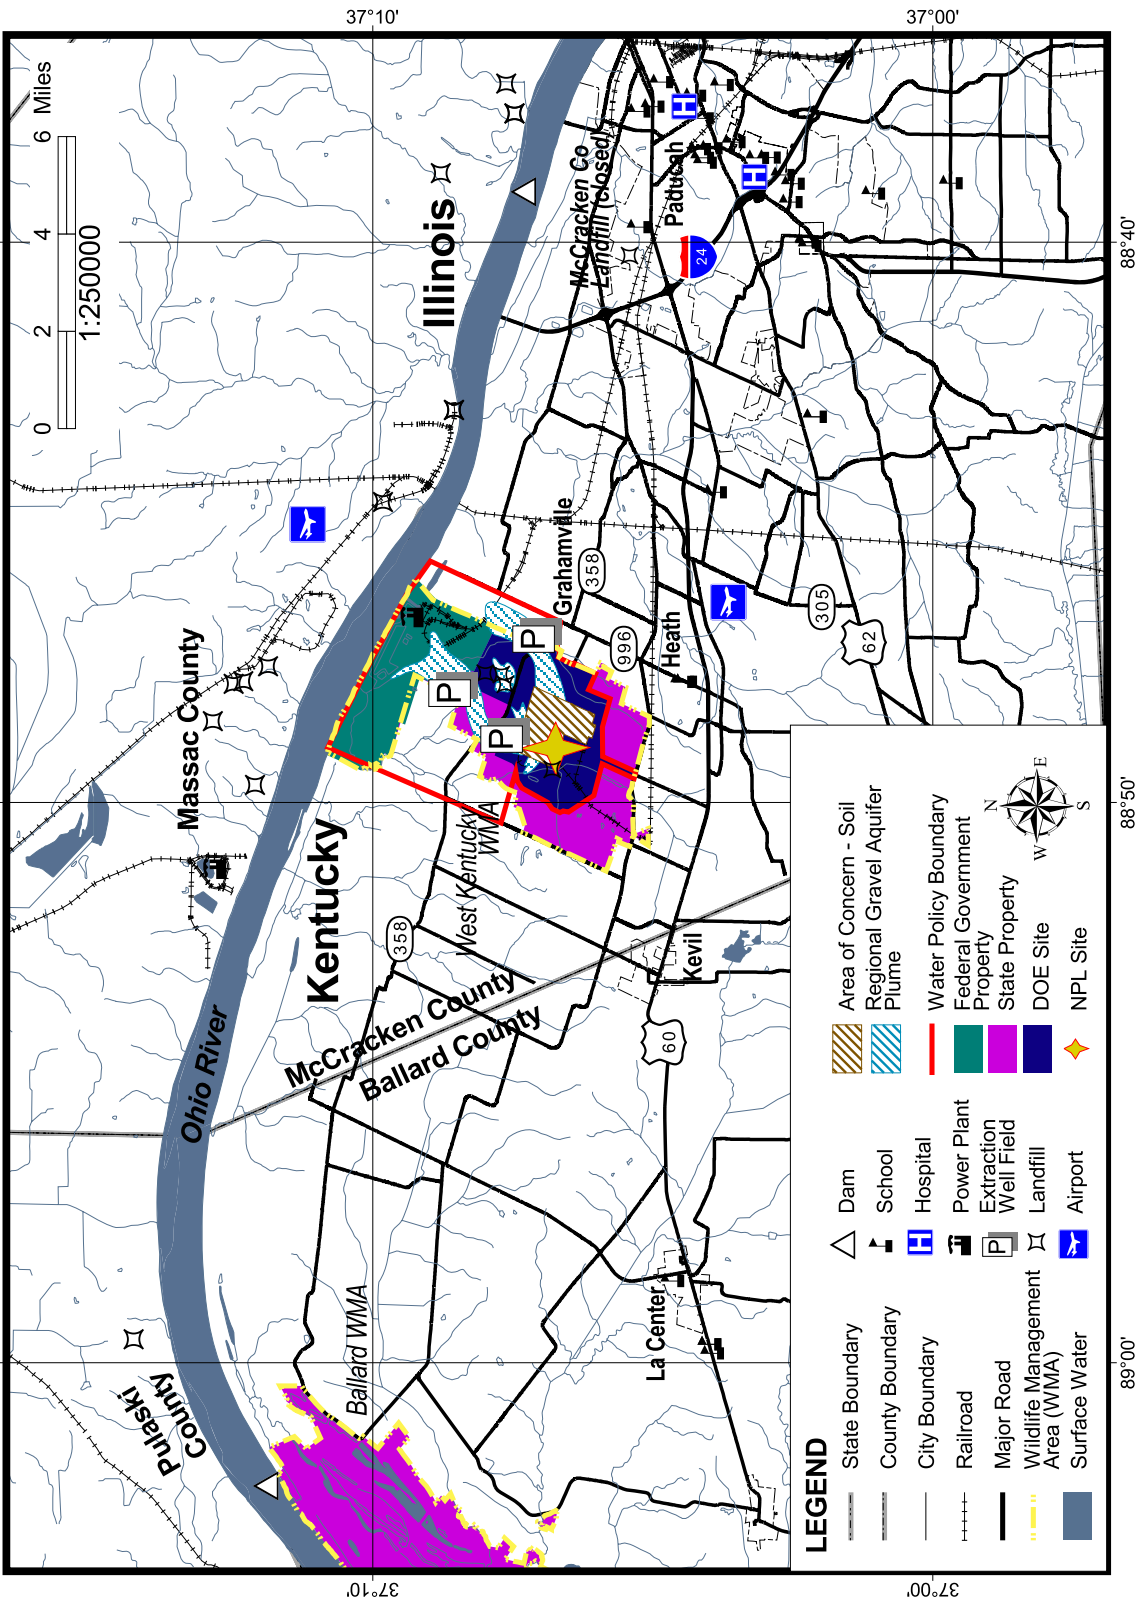 37°10'
37°00'
0 2 4 6 Miles
1:250000
Illinois
Massac County
Pulaski
County
Ohio River
Kentucky
McCracken County
Ballard County
McCracken Co
Landfill (closed)
Paducah
24
Grahamville
358
996
Heath
305
62
West Kentucky
WMA
358
Kevil
60
Ballard WMA
La Center
P
P
P
H
H
88°40'
88°50'
89°00'
37°10'
37°00'
LEGEND
State Boundary
County Boundary
City Boundary
Railroad
Major Road
Wildlife Management
Area (WMA)
Surface Water
Dam
School
H Hospital
Power Plant
P Extraction
Well Field
Landfill
Airport
Area of Concern - Soil
Regional Gravel Aquifer
Plume
Water Policy Boundary
Federal Government
Property
State Property
DOE Site
NPL Site
N
W E
S